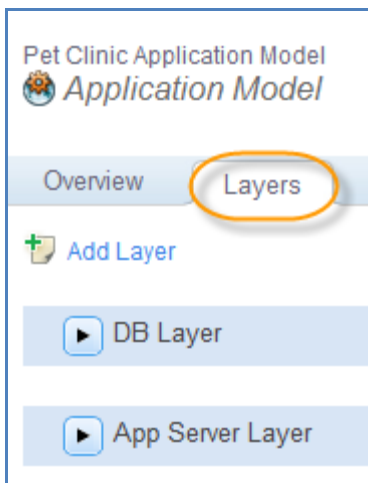 Pet Clinic Application Model
Application Model
Overview Layers
Add Layer
DB Layer
App Server Layer